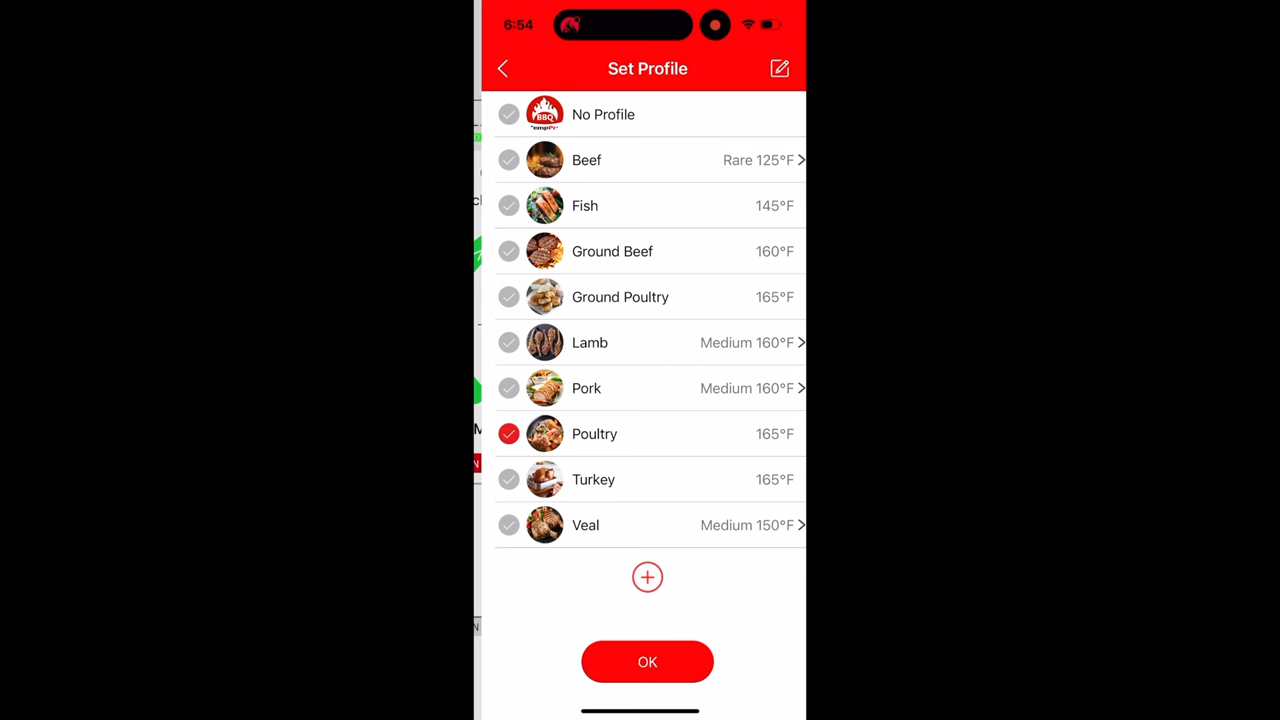 6:54
Set Profile
BBQ
No Profile
Beef Rare 125°F
Fish 145°F
Ground Beef 160°F
Ground Poultry 165°F
Lamb Medium 160°F
Pork Medium 160°F
Poultry 165°F
Turkey 165°F
Veal Medium 150°F
OK